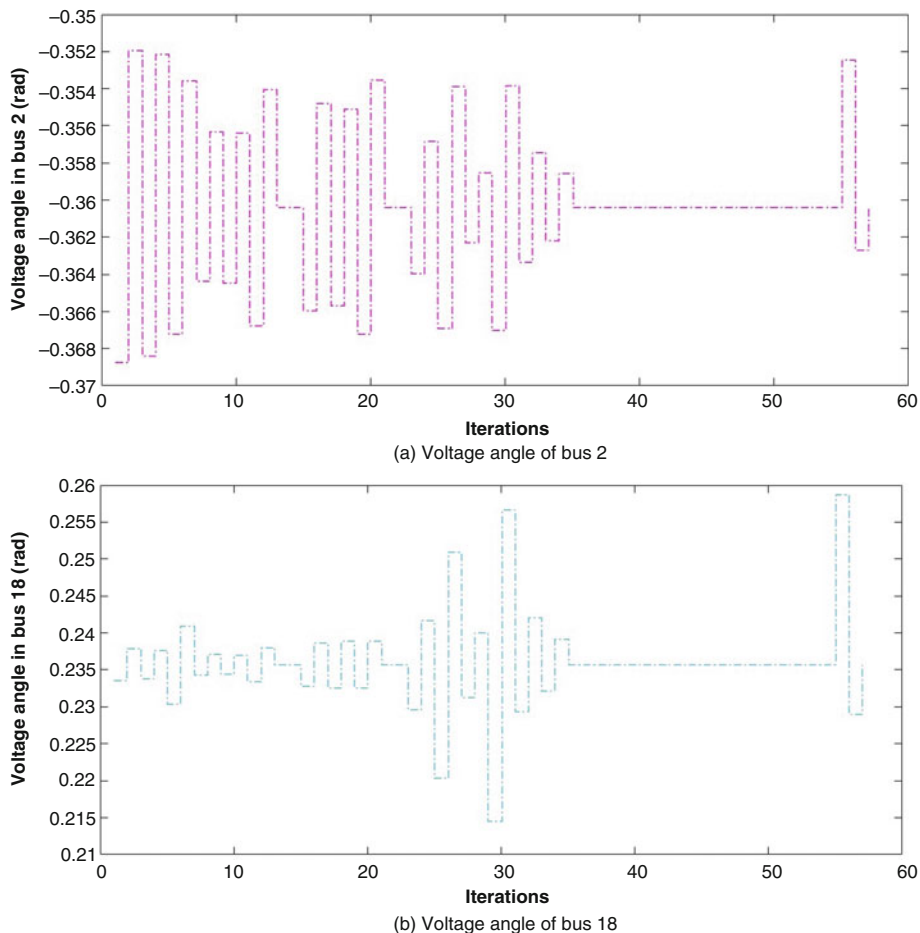 Voltage angle in bus 2 (rad)
–0.35
–0.352
–0.354
–0.356
–0.358
–0.36
–0.362
–0.364
–0.366
–0.368
–0.37
0 10 20 30 40 50 60
Iterations
(a) Voltage angle of bus 2
Voltage angle in bus 18 (rad)
0.26
0.255
0.25
0.245
0.24
0.235
0.23
0.225
0.22
0.215
0.21
0 10 20 30 40 50 60
Iterations
(b) Voltage angle of bus 18